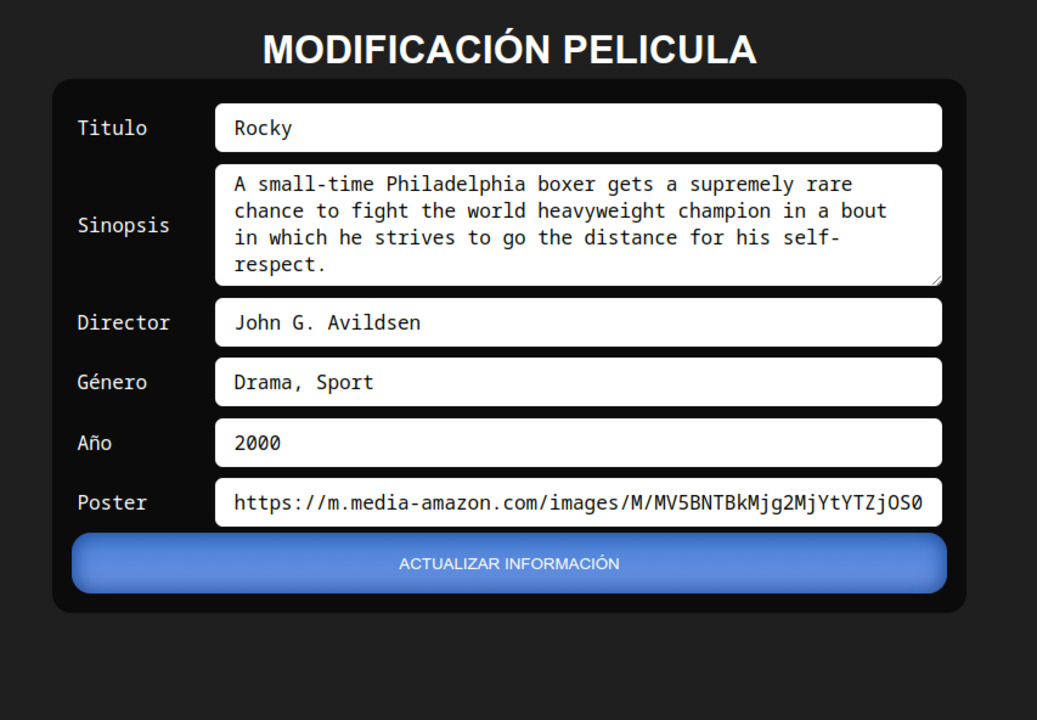 MODIFICACIÓN PELICULA
Titulo
Rocky
Sinopsis
A small-time Philadelphia boxer gets a supremely rare
chance to fight the world heavyweight champion in a bout
in which he strives to go the distance for his self-
respect.
Director
John G. Avildsen
Género
Drama, Sport
Año
2000
Poster
https://m.media-amazon.com/images/M/MV5BNTBkMjg2MjYtYTZjOS0
ACTUALIZAR INFORMACIÓN